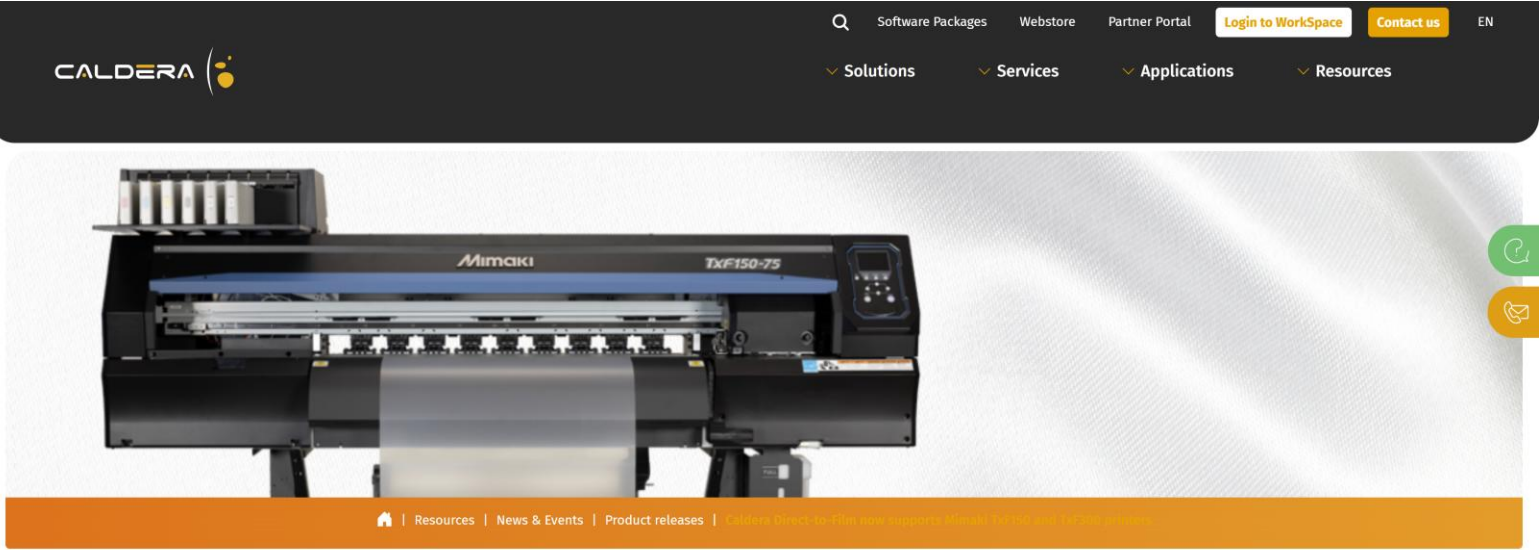 Software Packages Webstore Partner Portal Login to WorkSpace Contact us EN
CALDERA
Solutions Services Applications Resources
Mimaki TxF150-75
| Resources | News & Events | Product releases | Caldera Direct-to-Film now supports Mimaki TxF150 and TxF300 printers